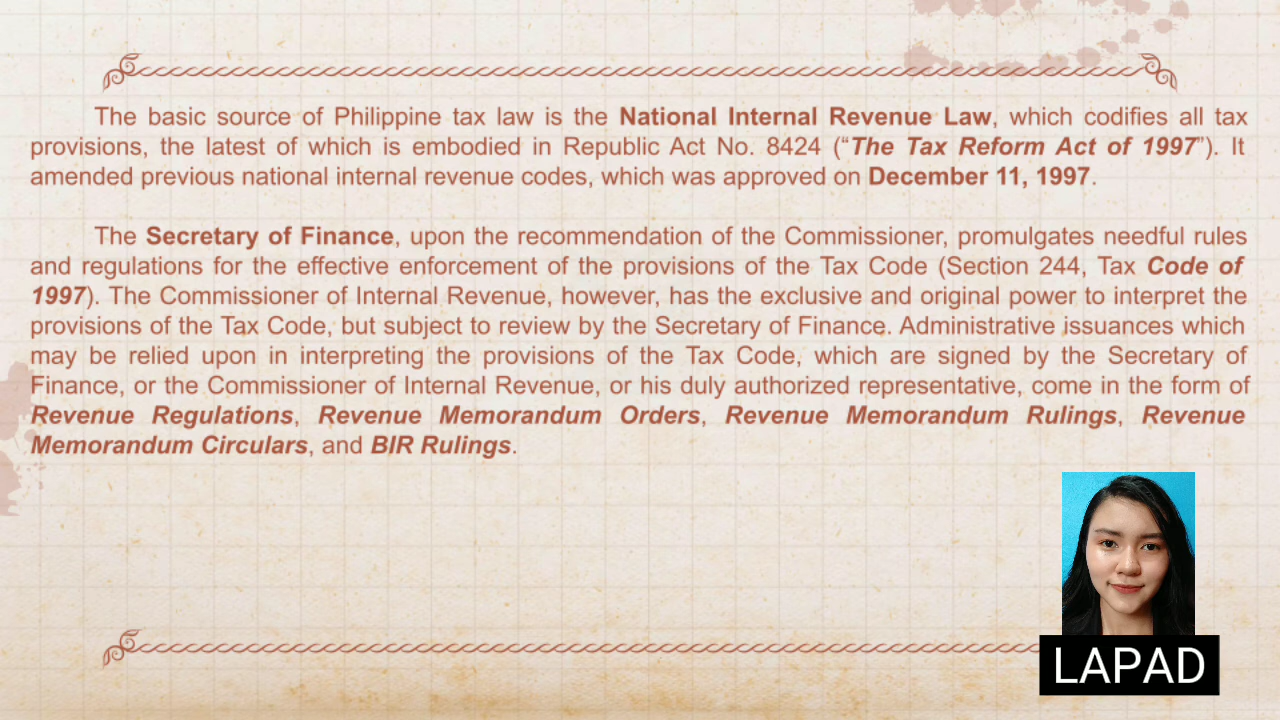 The basic source of Philippine tax law is the National Internal Revenue Law, which codifies all tax
provisions, the latest of which is embodied in Republic Act No. 8424 (“The Tax Reform Act of 1997”). It
amended previous national internal revenue codes, which was approved on December 11, 1997.
The Secretary of Finance, upon the recommendation of the Commissioner, promulgates needful rules
and regulations for the effective enforcement of the provisions of the Tax Code (Section 244, Tax Code of
1997). The Commissioner of Internal Revenue, however, has the exclusive and original power to interpret the
provisions of the Tax Code, but subject to review by the Secretary of Finance. Administrative issuances which
may be relied upon in interpreting the provisions of the Tax Code, which are signed by the Secretary of
Finance, or the Commissioner of Internal Revenue, or his duly authorized representative, come in the form of
Revenue Regulations, Revenue Memorandum Orders, Revenue Memorandum Rulings, Revenue
Memorandum Circulars, and BIR Rulings.
LAPAD